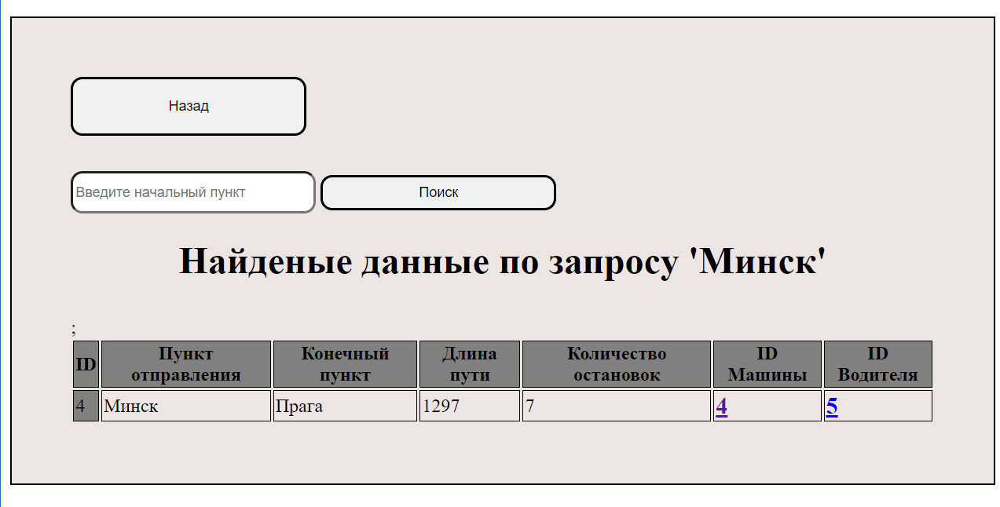 Назад
Введите начальный пункт Поиск
Найденые данные по запросу 'Минск'
;
ID Пункт отправления Конечный пункт Длина пути Количество остановок ID Машины ID Водителя
4 Минск Прага 1297 7 4 5